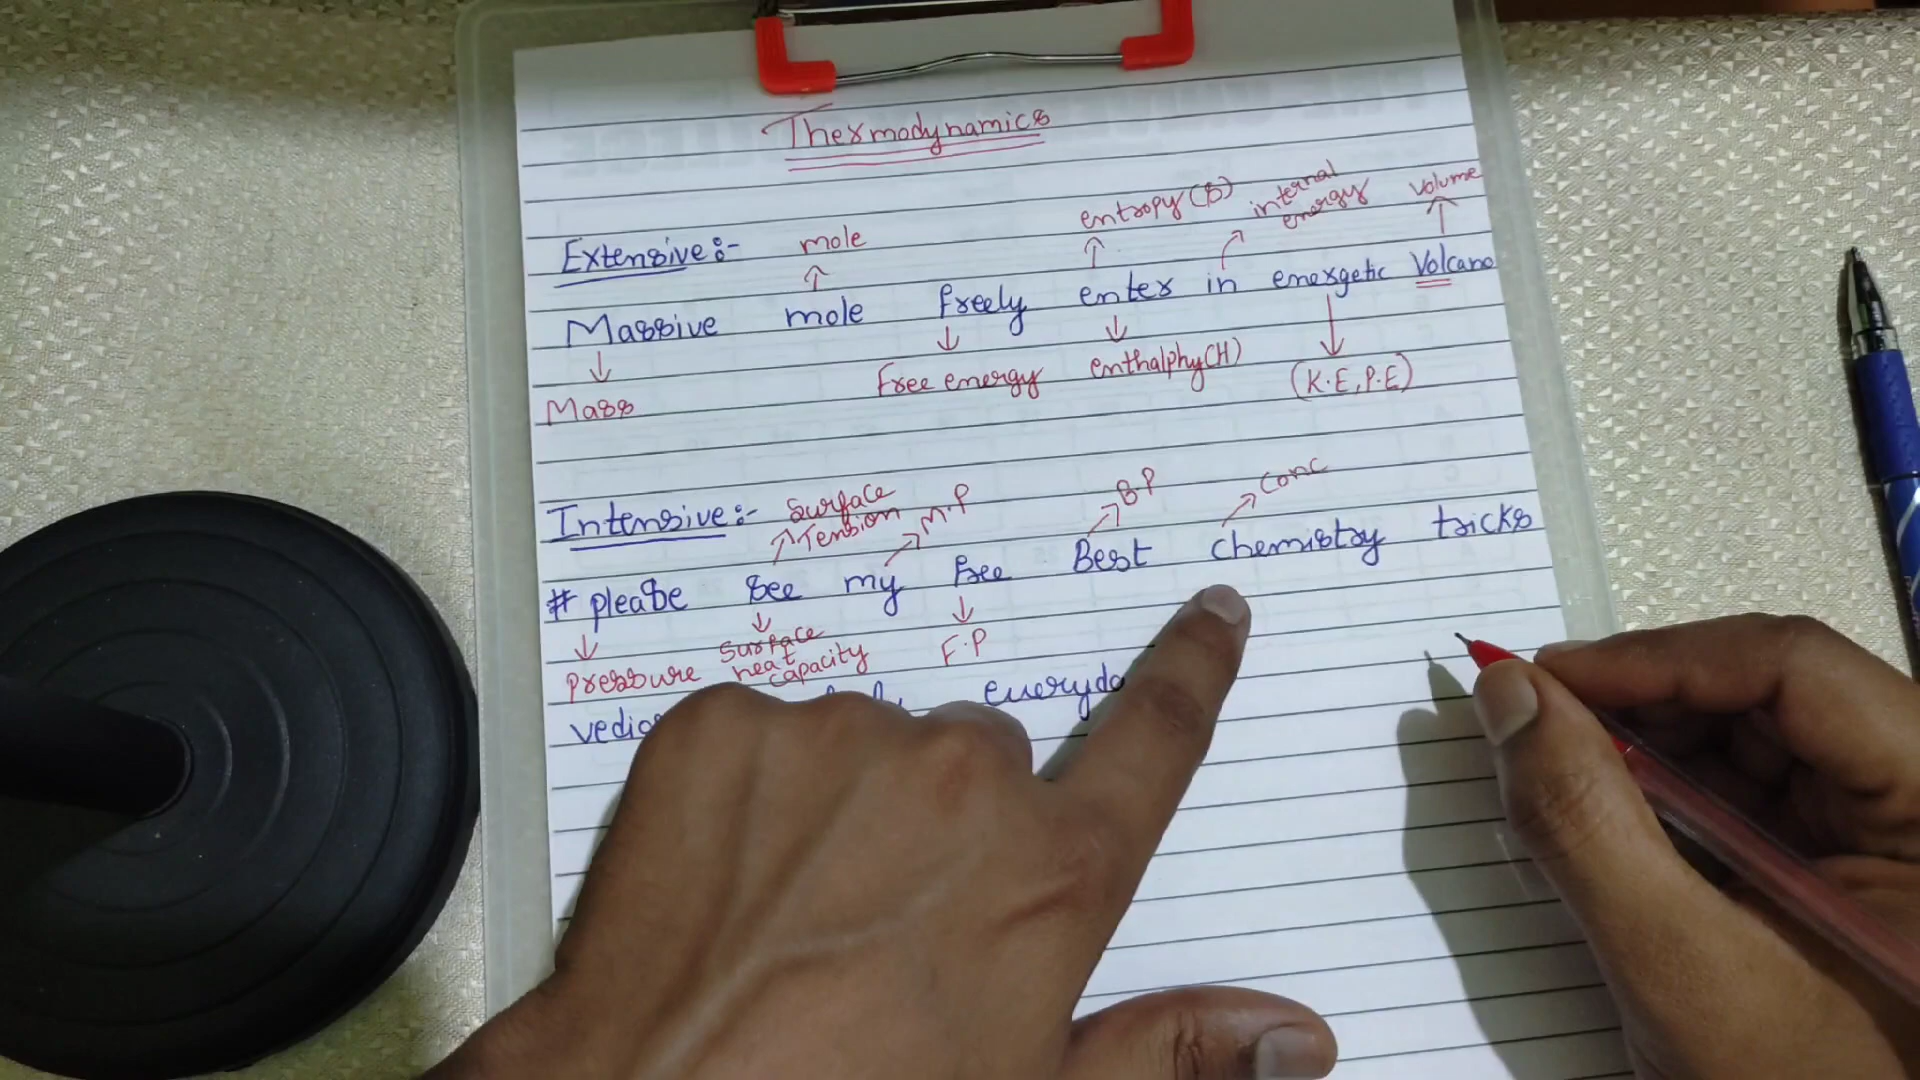 Thermodynamics
entropy(S) internal energy Volume
Extensive:- mole
Massive mole freely enter in energetic Volcano
Mass Free energy enthalphy(H) (K.E, P.E)
Intensive:- Surface Tension M.P B.P Conc
# please see my free Best chemistry tricks
pressure Surface heat capacity F.P